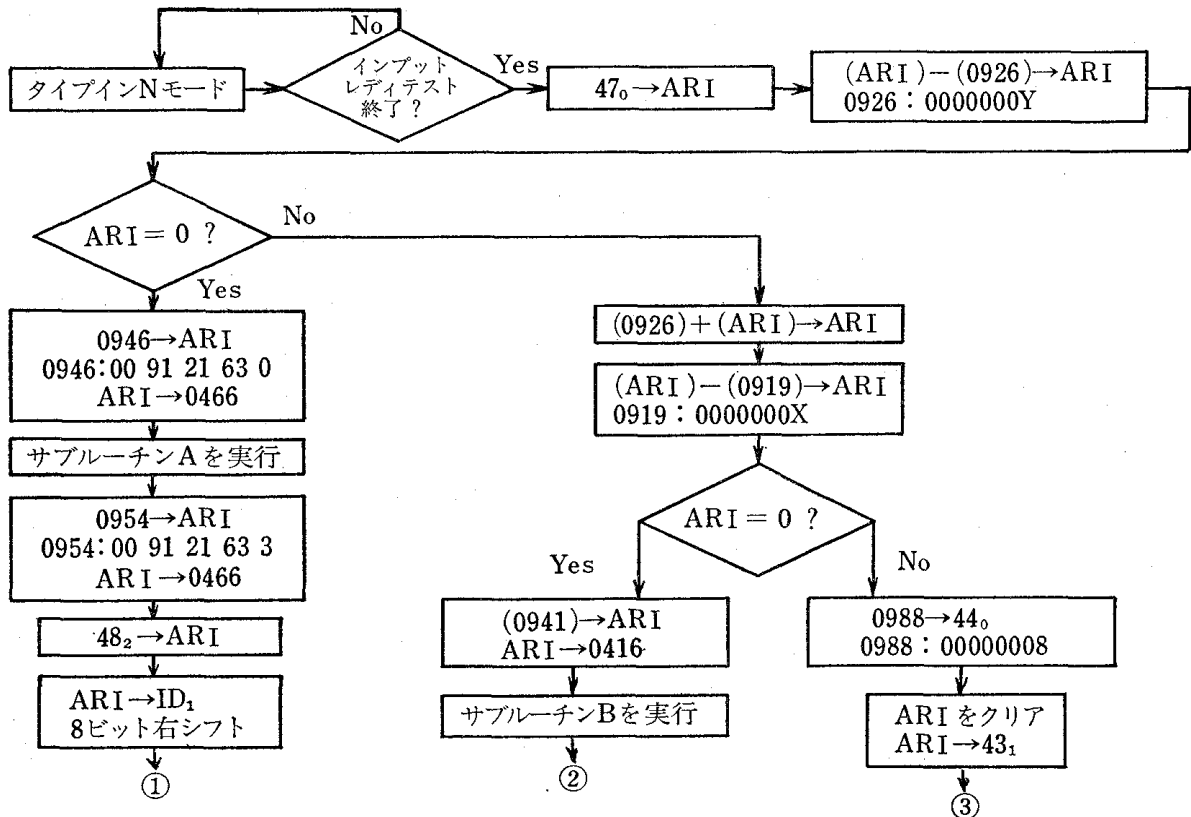 No
タイプインNモード
インプット
レディテスト
終了？
Yes
47₀→ARI
(ARI)−(0926)→ARI
0926：0000000Y
ARI＝0？
No
Yes
0946→ARI
0946:00 91 21 63 0
ARI→0466
サブルーチンAを実行
0954→ARI
0954:00 91 21 63 3
ARI→0466
48₂→ARI
ARI→ID₁
8ビット右シフト
①
(0926)＋(ARI)→ARI
(ARI)−(0919)→ARI
0919：0000000X
ARI＝0？
Yes
No
(0941)→ARI
ARI→0416
サブルーチンBを実行
②
0988→44₀
0988：00000008
ARIをクリア
ARI→43₁
③